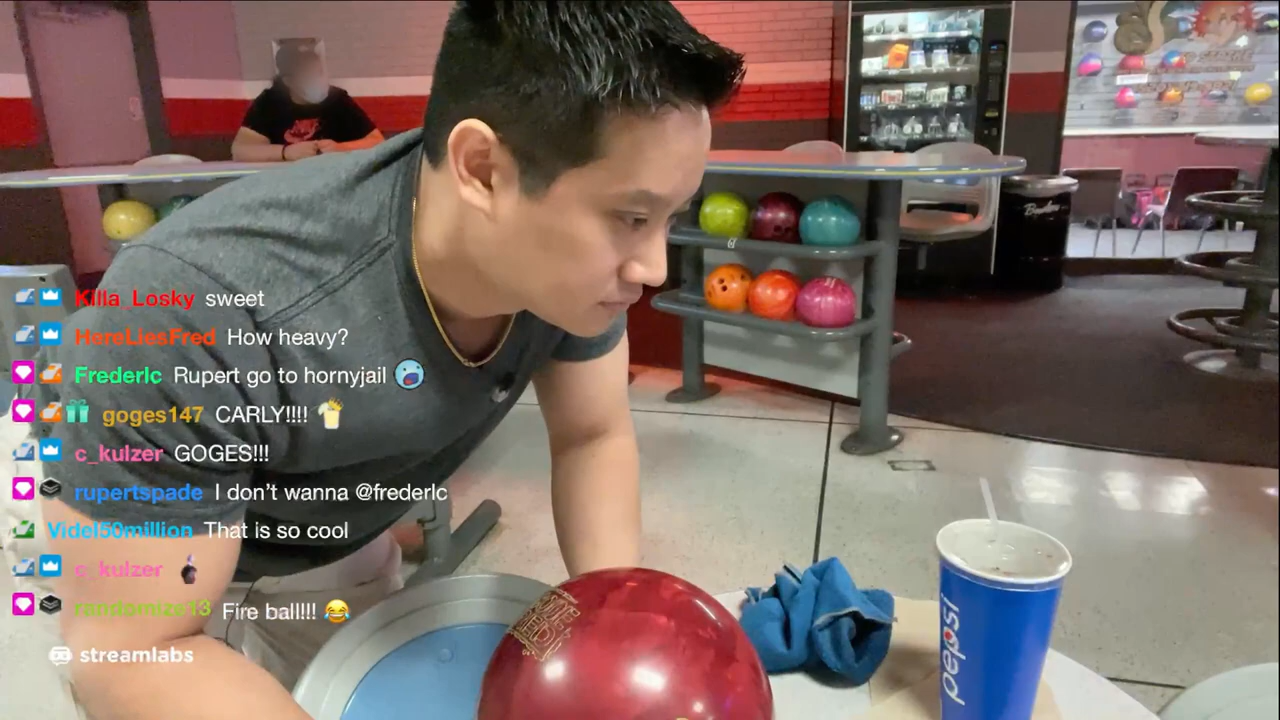 Killa_Losky sweet
HereLiesFred How heavy?
Frederlc Rupert go to hornyjail
goges147 CARLY!!!!
c_kulzer GOGES!!!
rupertspade I don't wanna @frederlc
Videl50million That is so cool
c_kulzer
randomize13 Fire ball!!!
streamlabs
pepsi